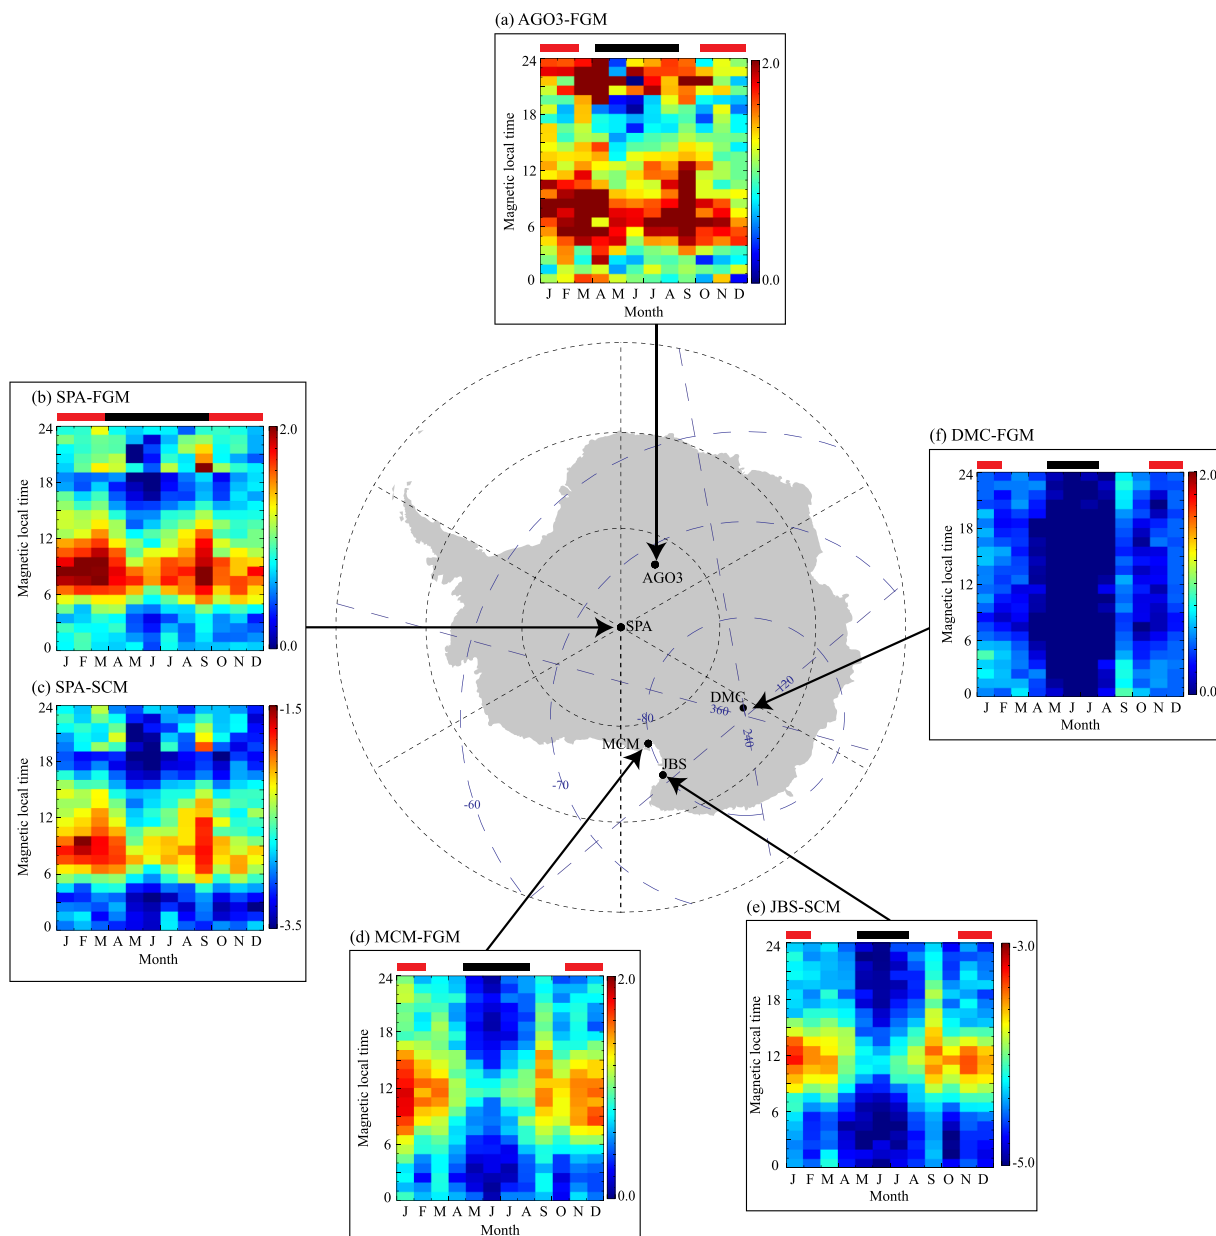 (a) AGO3-FGM
24
18
12
6
0
Magnetic local time
J F M A M J J A S O N D
Month
2.0
0.0
(b) SPA-FGM
24
18
12
6
0
Magnetic local time
J F M A M J J A S O N D
2.0
0.0
(c) SPA-SCM
24
18
12
6
0
Magnetic local time
J F M A M J J A S O N D
Month
-1.5
-3.5
AGO3
SPA
DMC
MCM
JBS
-60
-70
-80
360
120
240
(f) DMC-FGM
24
18
12
6
0
Magnetic local time
J F M A M J J A S O N D
Month
2.0
0.0
(d) MCM-FGM
24
18
12
6
0
Magnetic local time
J F M A M J J A S O N D
Month
2.0
0.0
(e) JBS-SCM
24
18
12
6
0
Magnetic local time
J F M A M J J A S O N D
Month
-3.0
-5.0